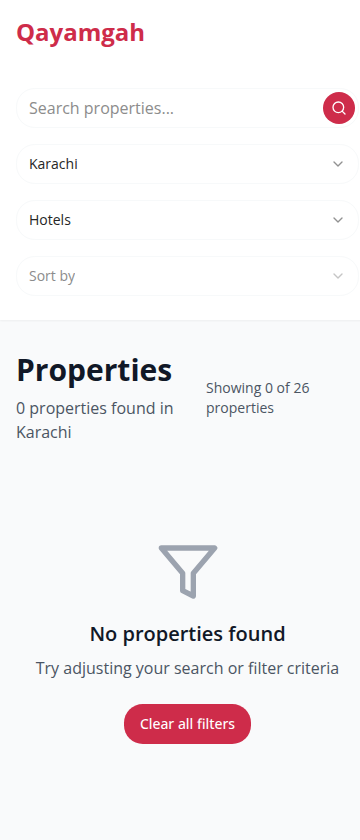 Qayamgah
Search properties...
Karachi
Hotels
Sort by
Properties
0 properties found in
Karachi
Showing 0 of 26
properties
No properties found
Try adjusting your search or filter criteria
Clear all filters